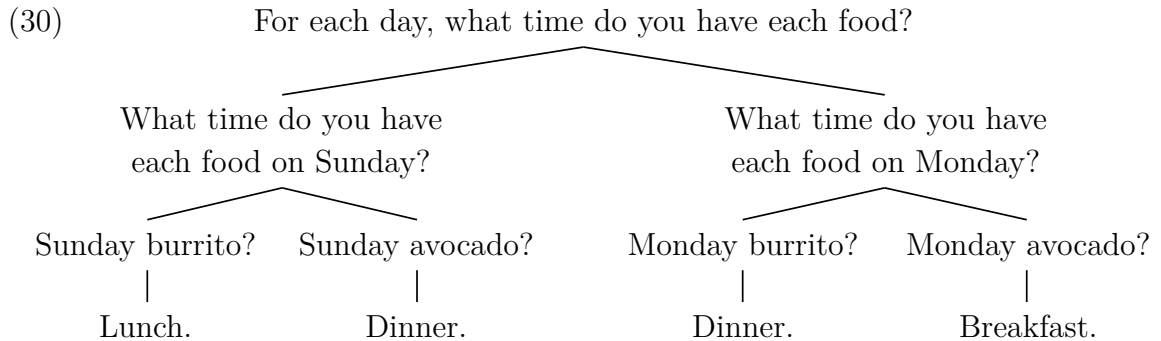 (30) For each day, what time do you have each food?
What time do you have What time do you have
each food on Sunday? each food on Monday?
Sunday burrito? Sunday avocado? Monday burrito? Monday avocado?
Lunch. Dinner. Dinner. Breakfast.